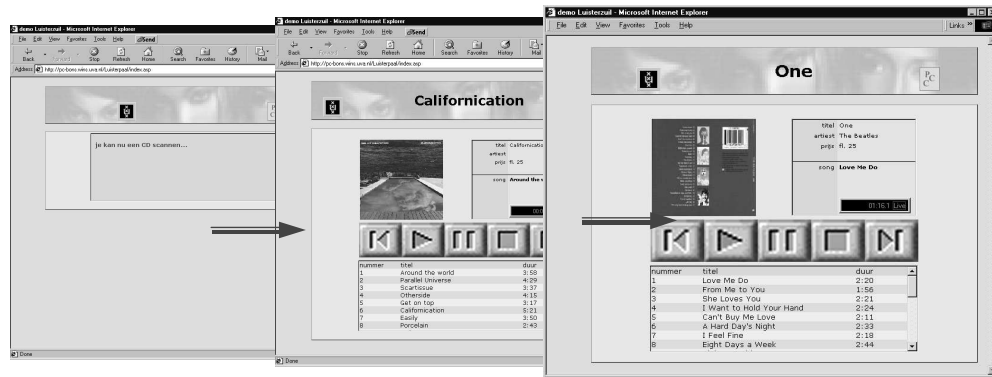 demo Luisterzuil - Microsoft Internet Explorer
File Edit View Favorites Tools Help @Send
Back Forward Stop Refresh Home Search Favorites History Mail
Address http://pc-bons.wins.uva.nl/Luisterpaal/index.asp
P
C C
je kan nu een CD scannen...
Done
demo Luisterzuil - Microsoft Internet Explorer
File Edit View Favorites Tools Help @Send
Back Forward Stop Refresh Home Search Favorites History Mail
Address http://pc-bons.wins.uva.nl/Luisterpaal/index.asp
Californication
titel Californicatio
artiest
prijs fl. 25
song Around the w
00:0
nummer titel duur
1 Around the world 3:58
2 Parallel Universe 4:29
3 Scartissue 3:37
4 Otherside 4:15
5 Get on top 3:17
6 Californication 5:21
7 Easily 3:50
8 Porcelain 2:43
Done
demo Luisterzuil - Microsoft Internet Explorer
File Edit View Favorites Tools Help Links »
One
P
C C
titel One
artiest The Beatles
prijs fl. 25
song Love Me Do
01:16.1 Live
nummer titel duur
1 Love Me Do 2:20
2 From Me to You 1:56
3 She Loves You 2:21
4 I Want to Hold Your Hand 2:24
5 Can't Buy Me Love 2:11
6 A Hard Day's Night 2:33
7 I Feel Fine 2:18
8 Eight Days a Week 2:44